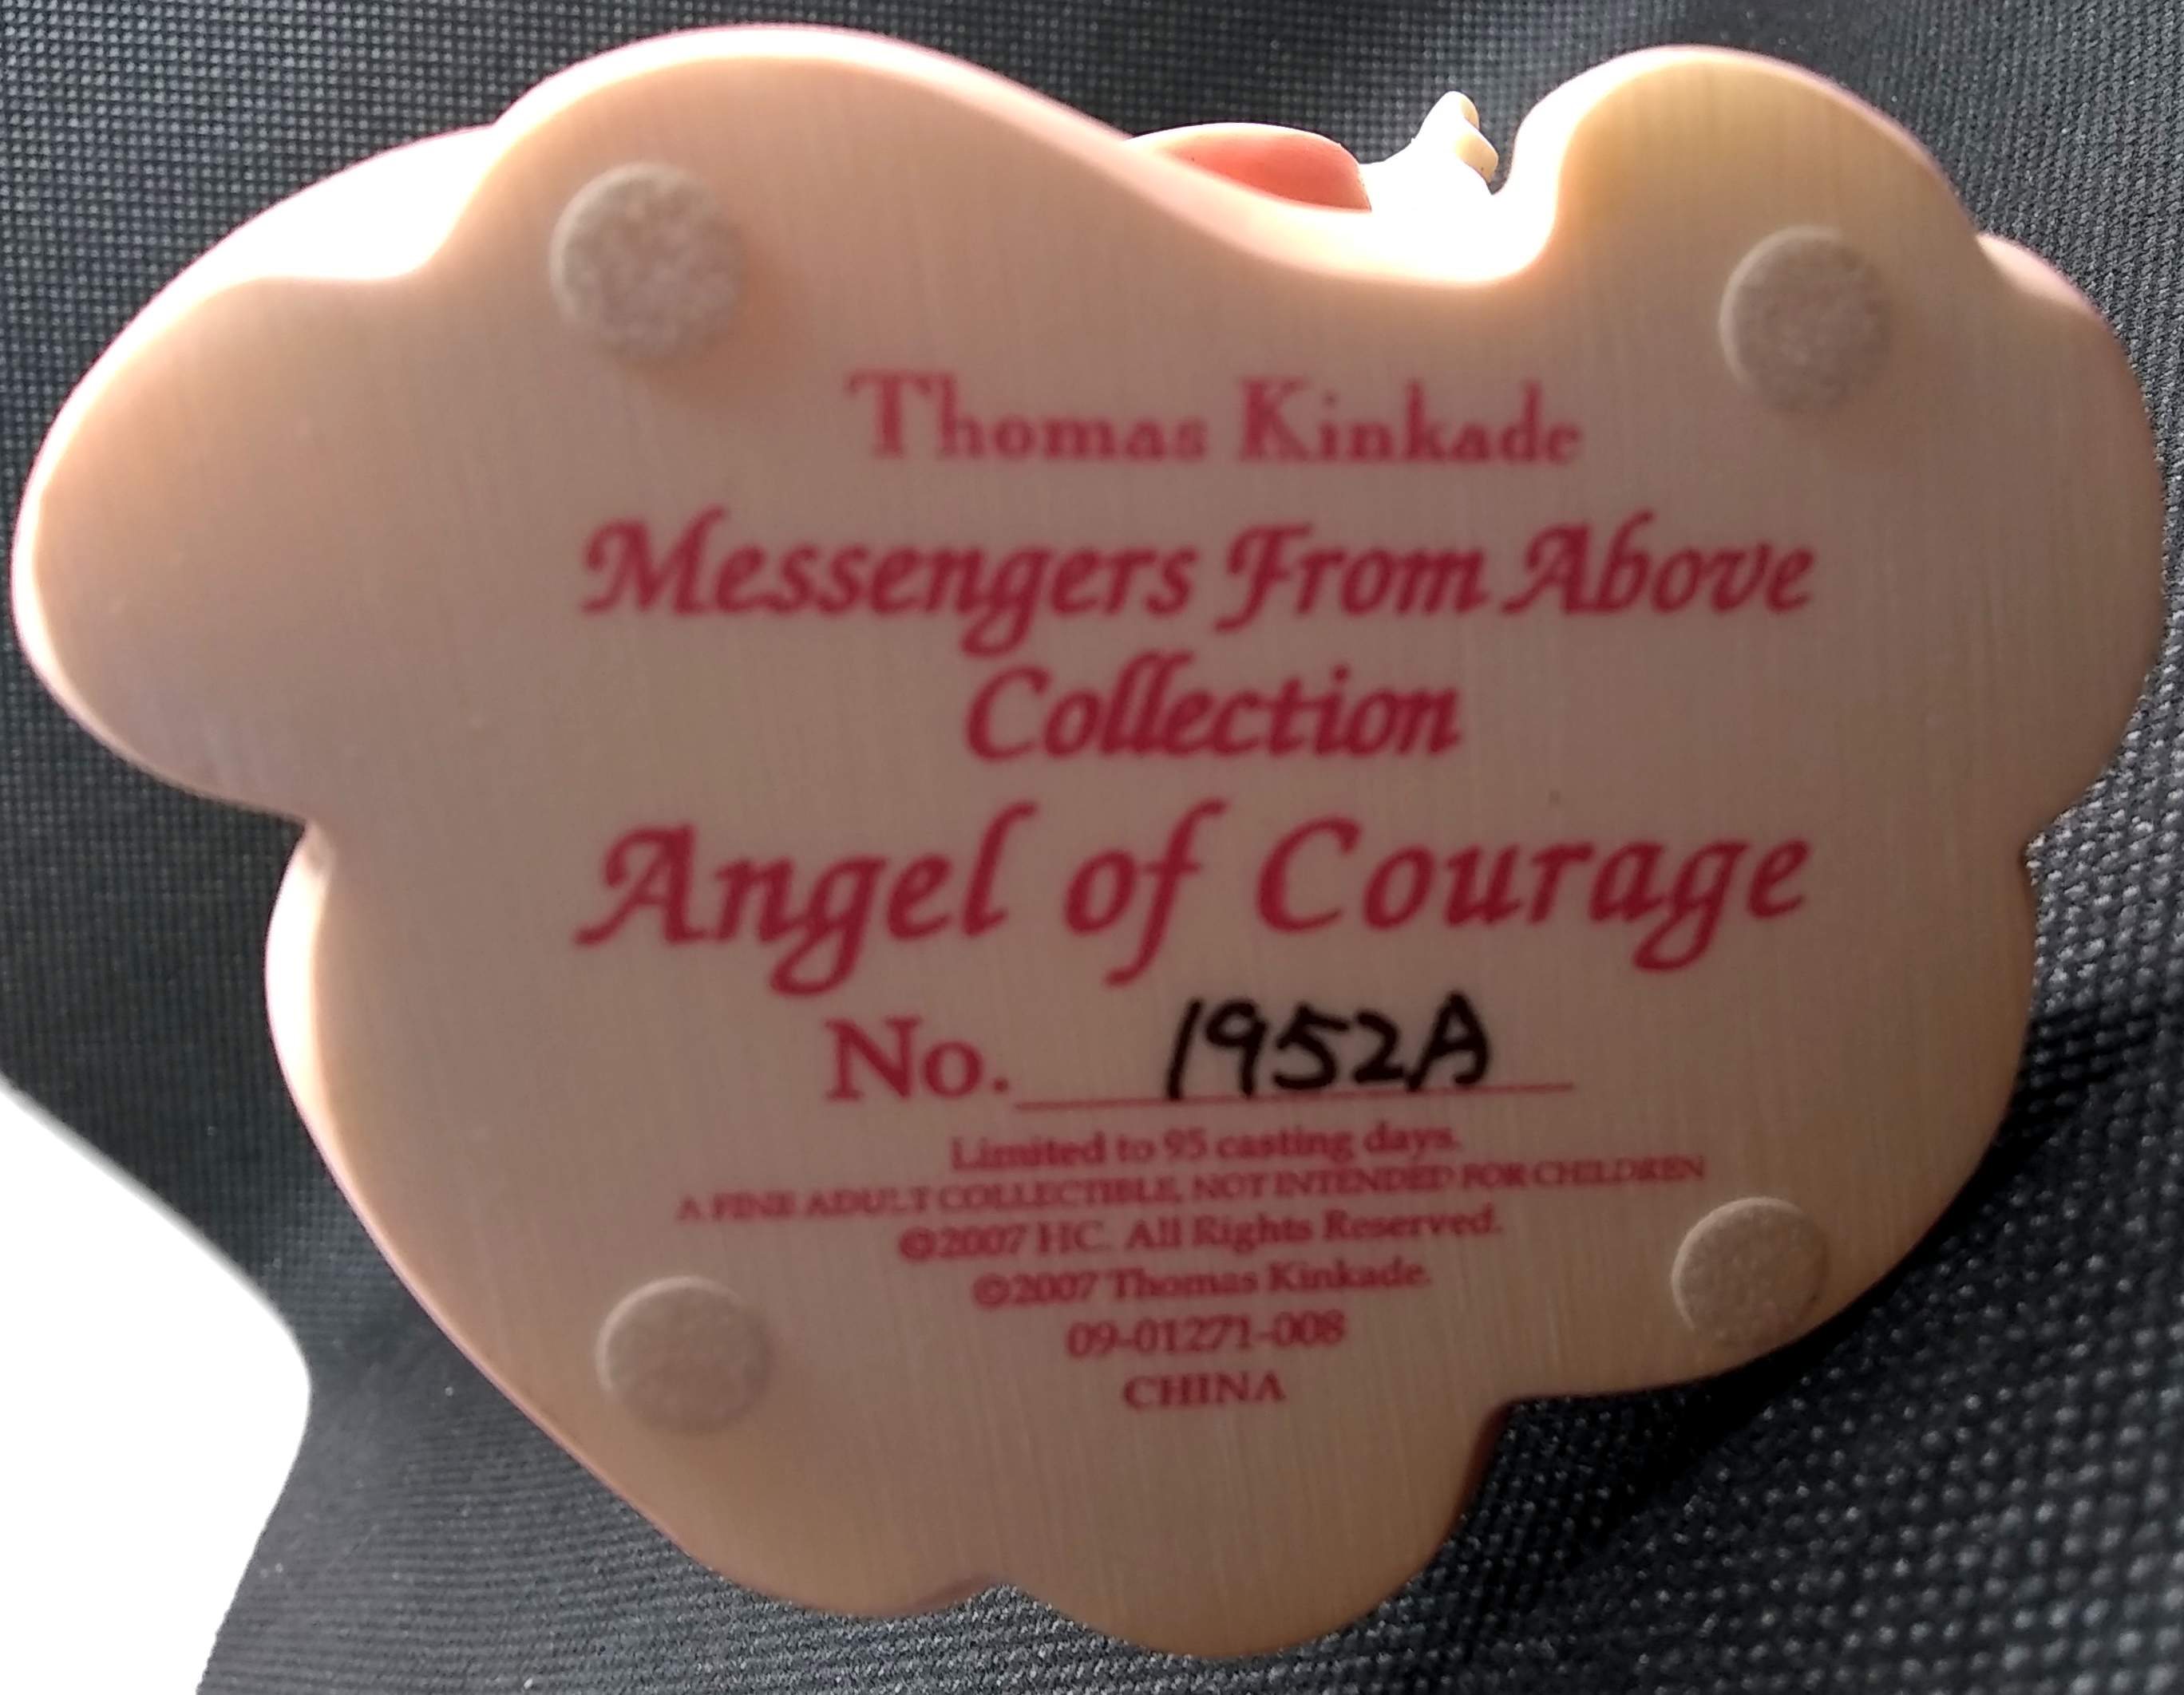 Thomas Kinkade
Messengers From Above
Collection
Angel of Courage
No. 1952A
Limited to 95 casting days.
A FINE ADULT COLLECTIBLE, NOT INTENDED FOR CHILDREN
©2007 HC. All Rights Reserved.
©2007 Thomas Kinkade.
09-01271-008
CHINA